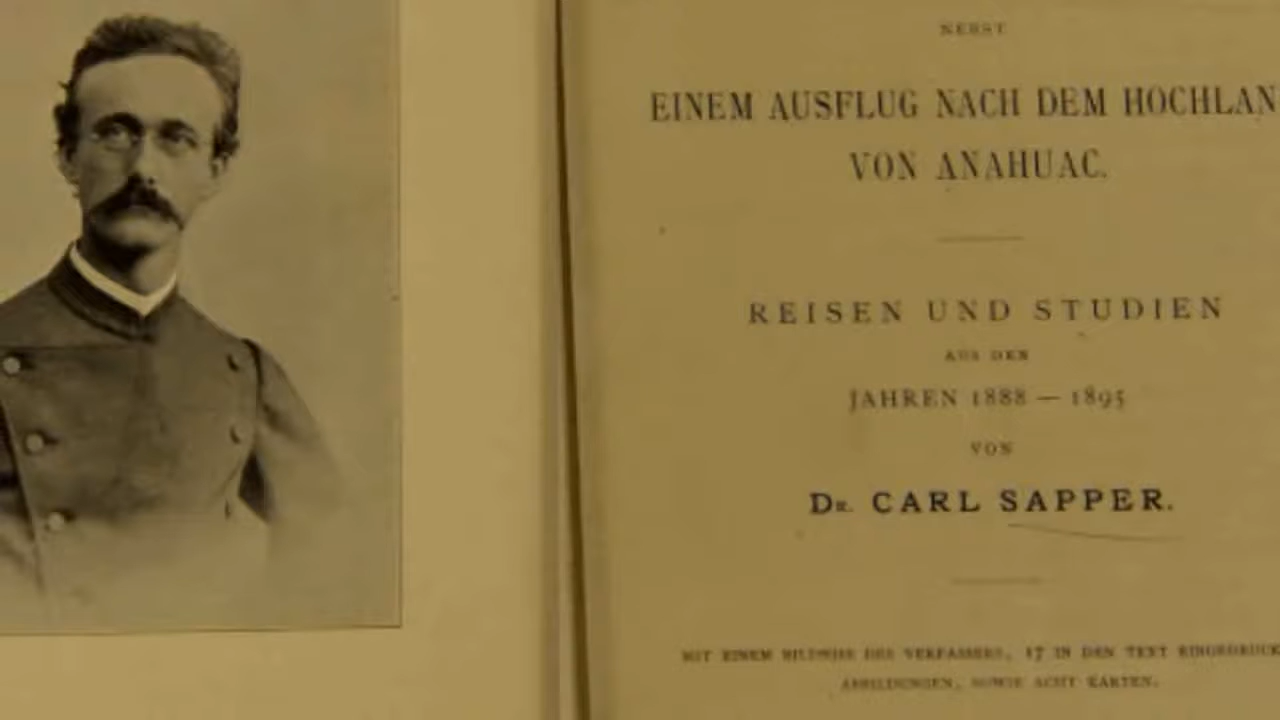 NEBST
EINEM AUSFLUG NACH DEM HOCHLAN
VON ANAHUAC.
REISEN UND STUDIEN
AUS DEN
JAHREN 1888 — 1895
VON
DR. CARL SAPPER.
MIT EINEM BILDNISS DES VERFASSERS, 17 IN DEN TEXT EINGEDRUCK
ABBILDUNGEN, SOWIE ACHT KARTEN.